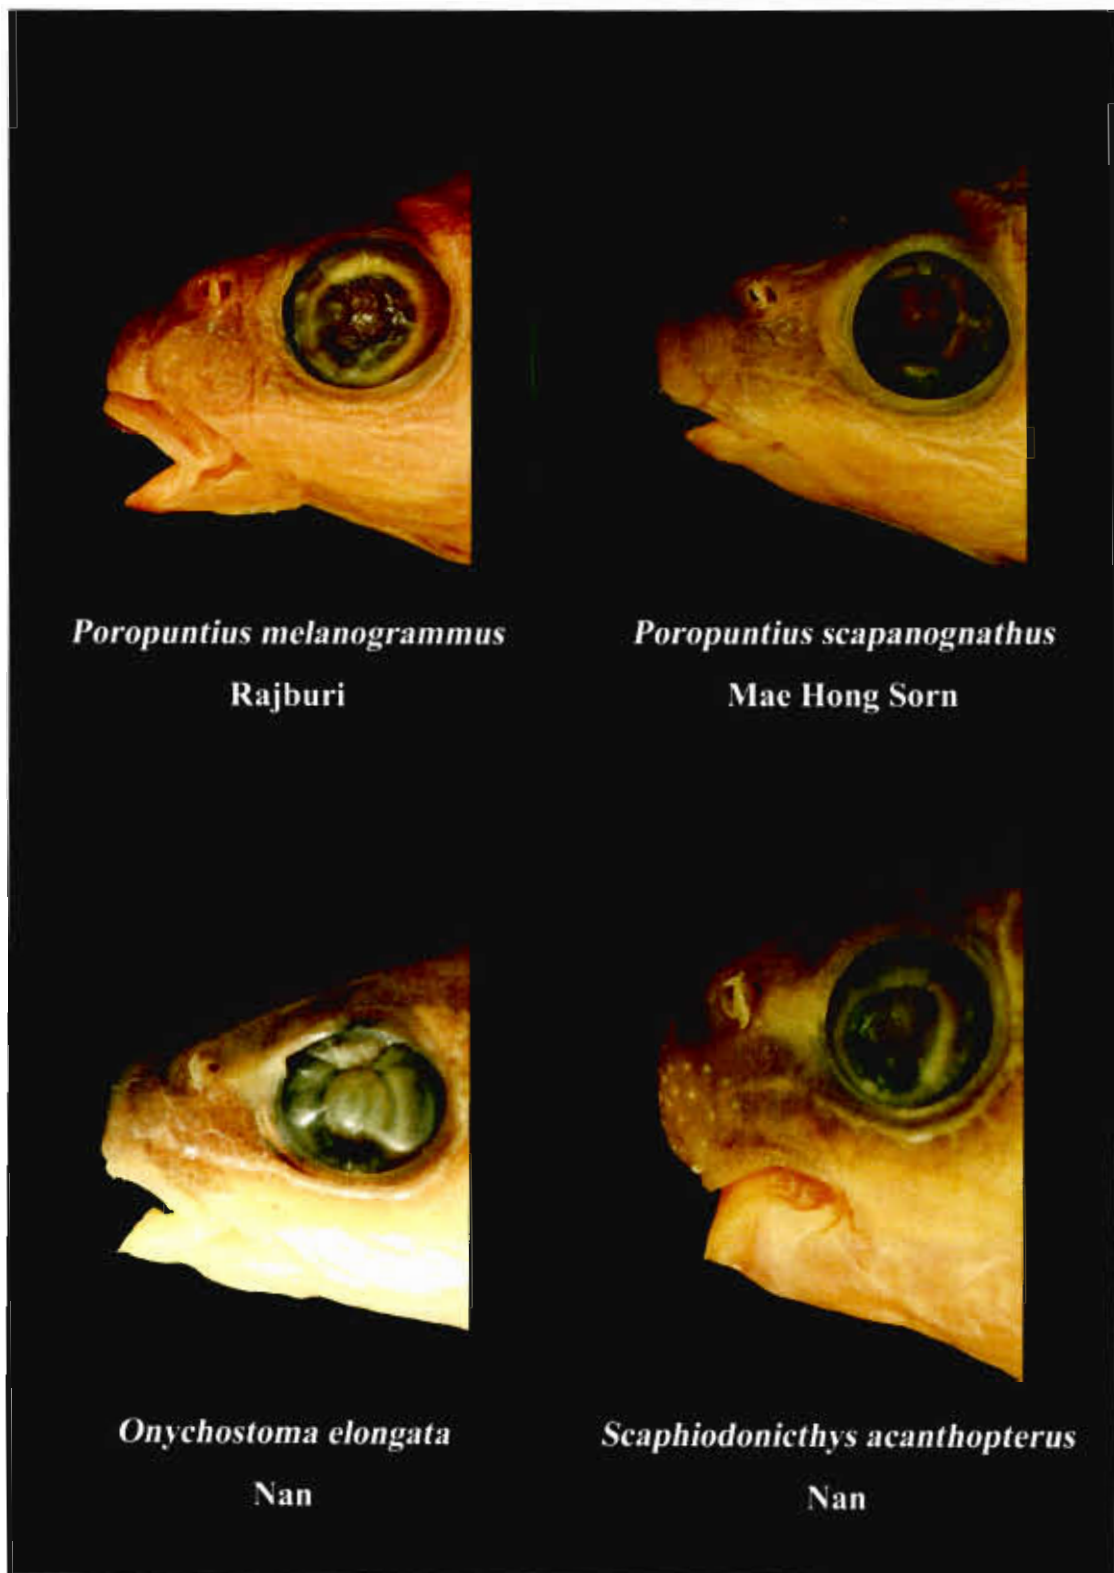 Poropuntius melanogrammus
Rajburi
Poropuntius scapanognathus
Mae Hong Sorn
Onychostoma elongata
Nan
Scaphiodonicthys acanthopterus
Nan